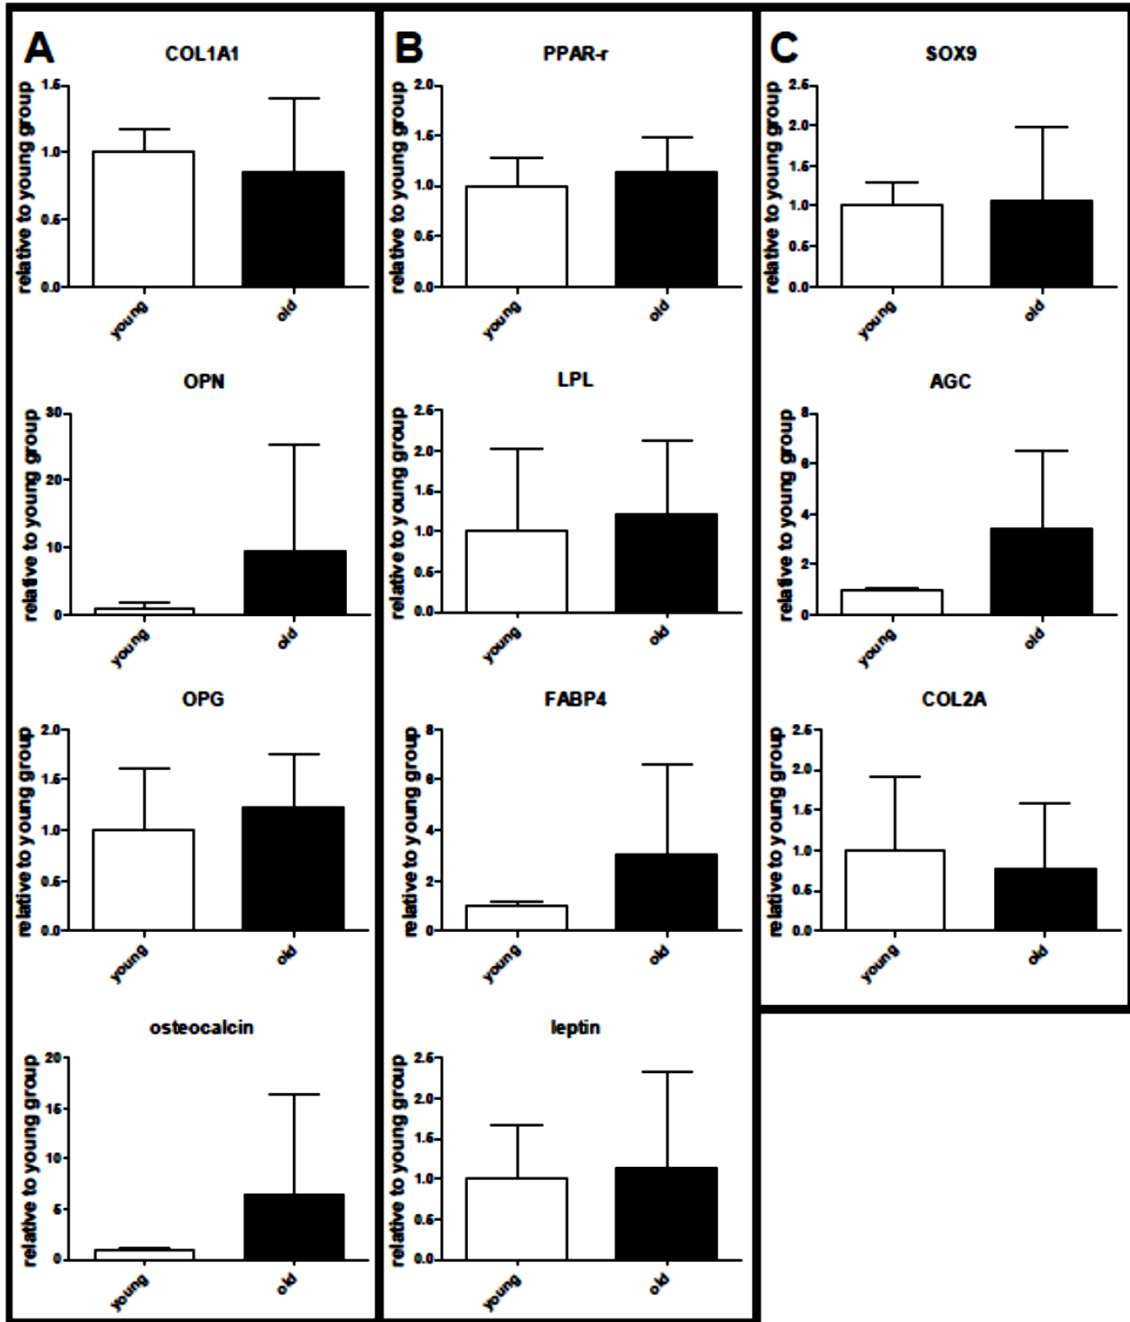 A
COL1A1
relative to young group
1.5
1.0
0.5
0.0
young
old
OPN
relative to young group
30
20
10
0
young
old
OPG
relative to young group
2.0
1.5
1.0
0.5
0.0
young
old
osteocalcin
relative to young group
20
15
10
5
0
young
old
B
PPAR-r
relative to young group
2.0
1.5
1.0
0.5
0.0
young
old
LPL
relative to young group
2.5
2.0
1.5
1.0
0.5
0.0
young
old
FABP4
relative to young group
8
6
4
2
0
young
old
leptin
relative to young group
2.5
2.0
1.5
1.0
0.5
0.0
young
old
C
SOX9
relative to young group
2.5
2.0
1.5
1.0
0.5
0.0
young
old
AGC
relative to young group
8
6
4
2
0
young
old
COL2A
relative to young group
2.5
2.0
1.5
1.0
0.5
0.0
young
old